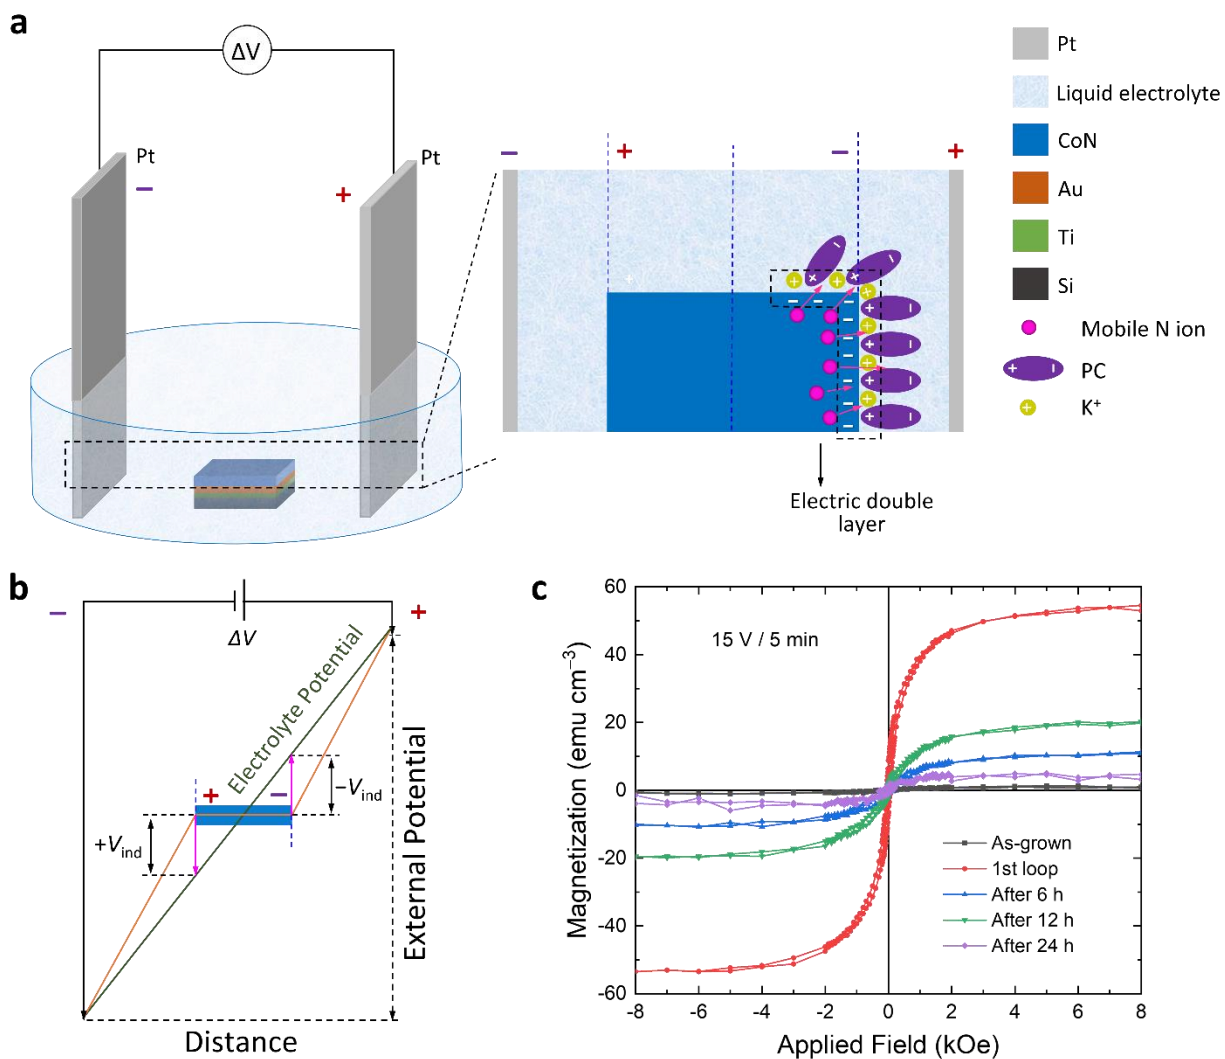 a
ΔV
Pt
−
Pt
+
−
+
−
+
Electric double
layer
Pt
Liquid electrolyte
CoN
Au
Ti
Si
Mobile N ion
+ − PC
+ K⁺
b
−
+
ΔV
Electrolyte Potential
External Potential
+
−
−Vind
+Vind
Distance
c
15 V / 5 min
Magnetization (emu cm⁻³)
60
40
20
0
-20
-40
-60
As-grown
1st loop
After 6 h
After 12 h
After 24 h
-8 -6 -4 -2 0 2 4 6 8
Applied Field (kOe)